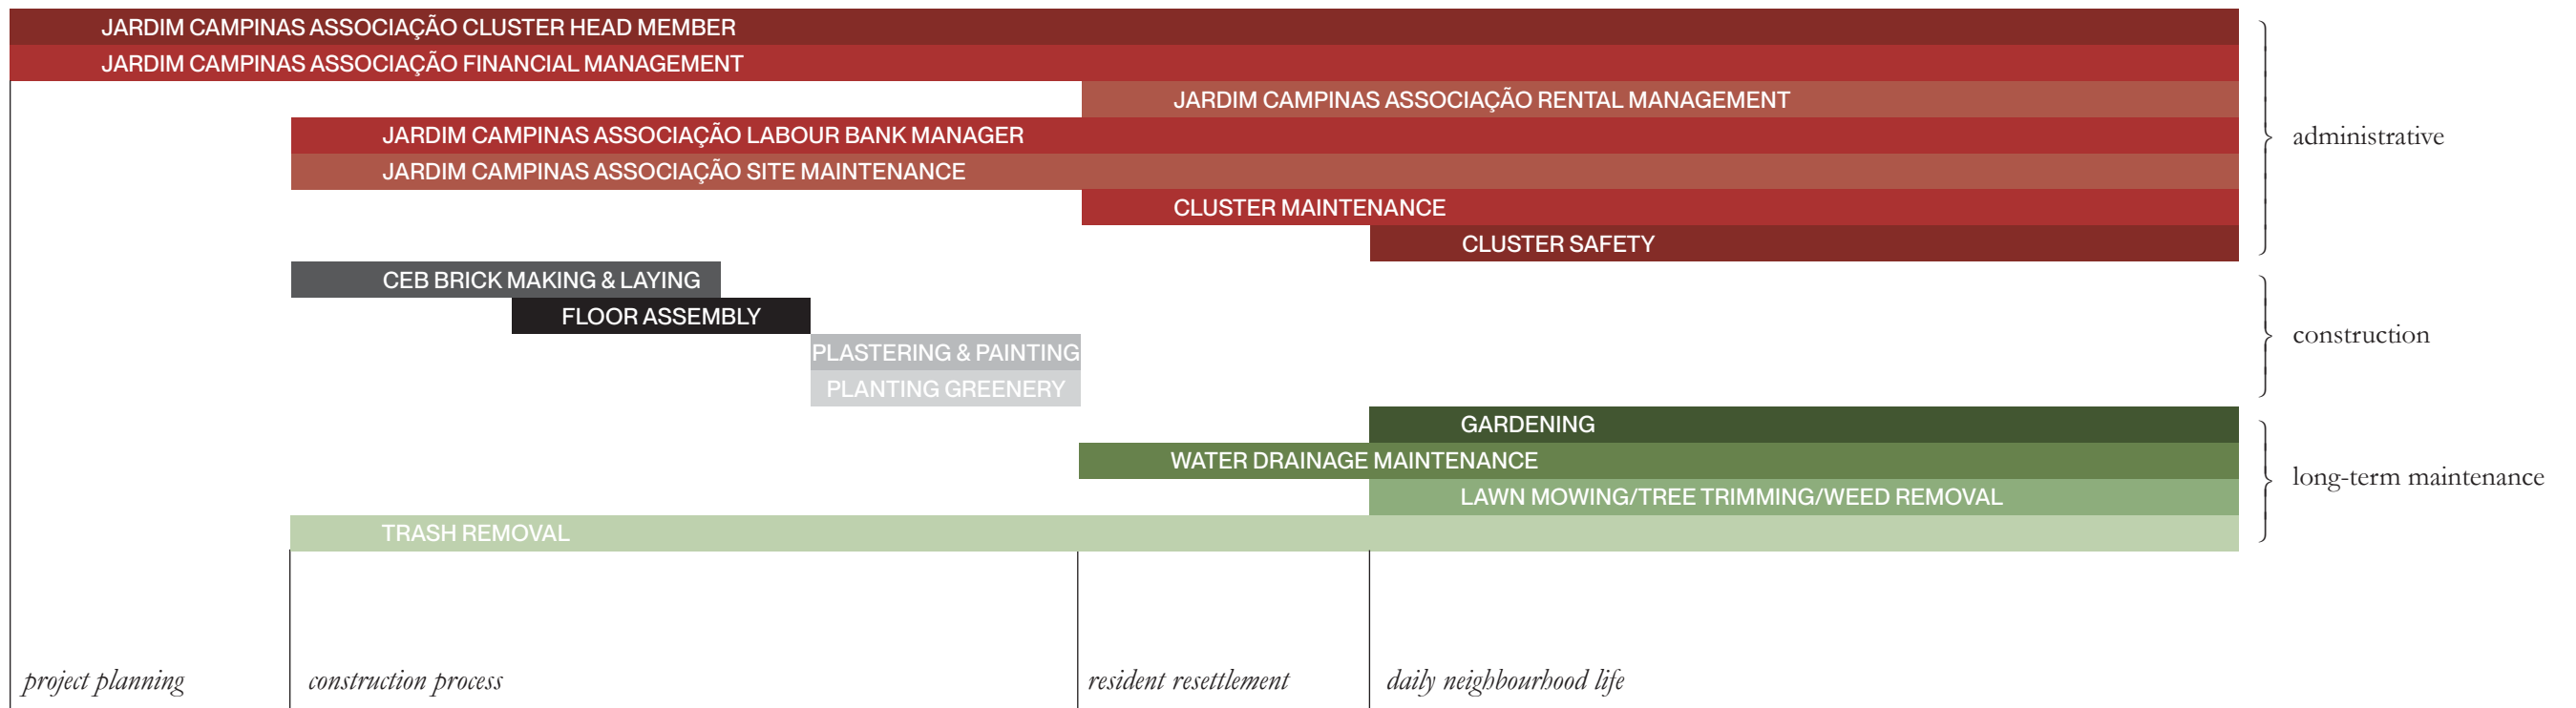 JARDIM CAMPINAS ASSOCIAÇÃO CLUSTER HEAD MEMBER
JARDIM CAMPINAS ASSOCIAÇÃO FINANCIAL MANAGEMENT
JARDIM CAMPINAS ASSOCIAÇÃO RENTAL MANAGEMENT
JARDIM CAMPINAS ASSOCIAÇÃO LABOUR BANK MANAGER
administrative
JARDIM CAMPINAS ASSOCIAÇÃO SITE MAINTENANCE
CLUSTER MAINTENANCE
CLUSTER SAFETY
CEB BRICK MAKING & LAYING
FLOOR ASSEMBLY
construction
PLASTERING & PAINTING
PLANTING GREENERY
GARDENING
WATER DRAINAGE MAINTENANCE
long-term maintenance
LAWN MOWING/TREE TRIMMING/WEED REMOVAL
TRASH REMOVAL
project planning
construction process
resident resettlement
daily neighbourhood life